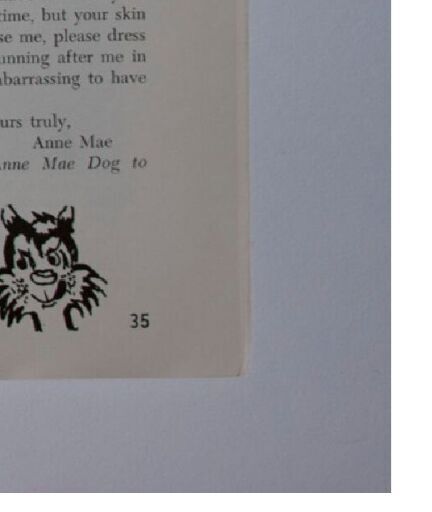 time, but your skin
se me, please dress
unning after me in
barrassing to have
urs truly,
Anne Mae
nne Mae Dog to
35